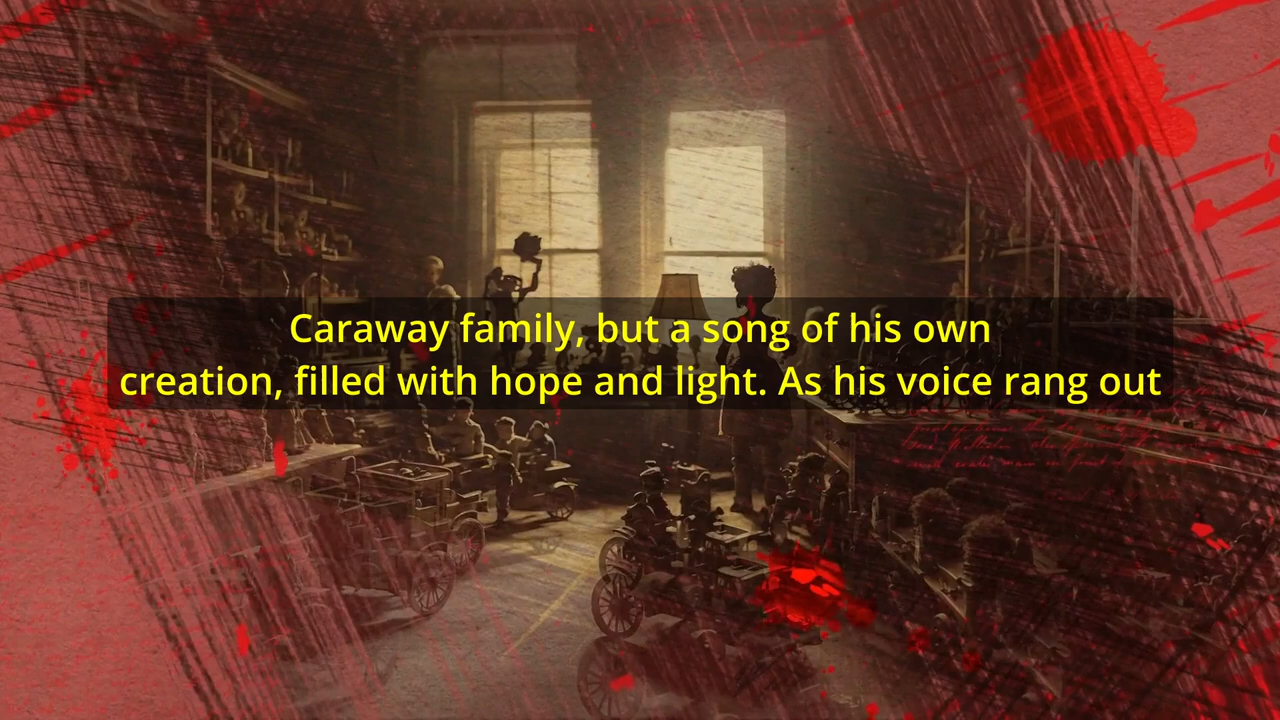 Caraway family, but a song of his own
creation, filled with hope and light. As his voice rang out